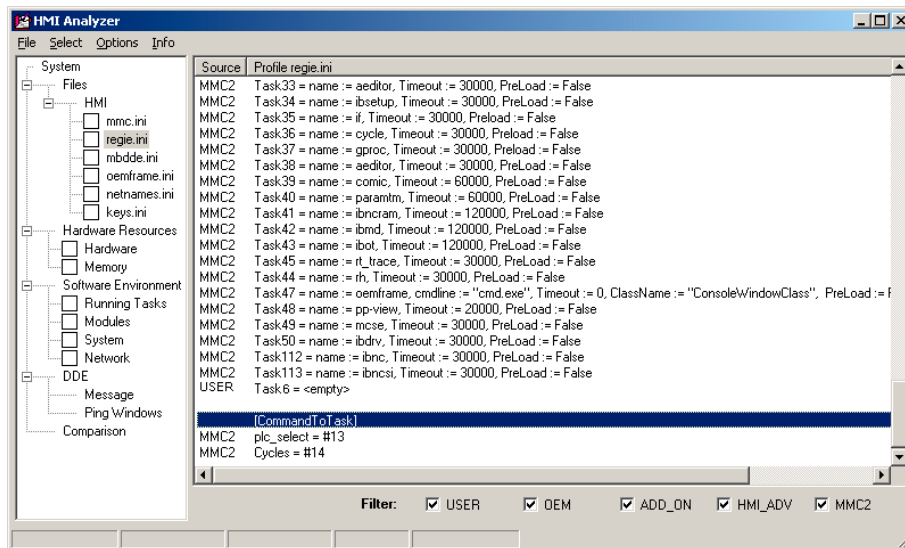 HMI Analyzer
File Select Options Info
System
Files
HMI
mmc.ini
regie.ini
mbdde.ini
oemframe.ini
netnames.ini
keys.ini
Hardware Resources
Hardware
Memory
Software Environment
Running Tasks
Modules
System
Network
DDE
Message
Ping Windows
Comparison
Source Profile regie.ini
MMC2 Task33 = name := aeditor, Timeout := 30000, PreLoad := False
MMC2 Task34 = name := ibsetup, Timeout := 30000, PreLoad := False
MMC2 Task35 = name := if, Timeout := 30000, Preload := False
MMC2 Task36 = name := cycle, Timeout := 30000, PreLoad := False
MMC2 Task37 = name := gproc, Timeout := 30000, Preload := False
MMC2 Task38 = name := aeditor, Timeout := 30000, PreLoad := False
MMC2 Task39 = name := comic, Timeout := 60000, PreLoad := False
MMC2 Task40 = name := paramtm, Timeout := 60000, PreLoad := False
MMC2 Task41 = name := ibncram, Timeout := 120000, PreLoad := False
MMC2 Task42 = name := ibmd, Timeout := 120000, PreLoad := False
MMC2 Task43 = name := ibot, Timeout := 120000, PreLoad := False
MMC2 Task45 = name := rt_trace, Timeout := 30000, PreLoad := False
MMC2 Task44 = name := rh, Timeout := 30000, PreLoad := False
MMC2 Task47 = name := oemframe, cmdline := "cmd.exe", Timeout := 0, ClassName := "ConsoleWindowClass", PreLoad := F
MMC2 Task48 = name := pp-view, Timeout := 20000, PreLoad := False
MMC2 Task49 = name := mcse, Timeout := 30000, PreLoad := False
MMC2 Task50 = name := ibdrv, Timeout := 30000, PreLoad := False
MMC2 Task112 = name := ibnc, Timeout := 30000, PreLoad := False
MMC2 Task113 = name := ibncsi, Timeout := 30000, PreLoad := False
USER Task6 = <empty>
[CommandToTask]
MMC2 plc_select = #13
MMC2 Cycles = #14
Filter: USER OEM ADD_ON HMI_ADV MMC2